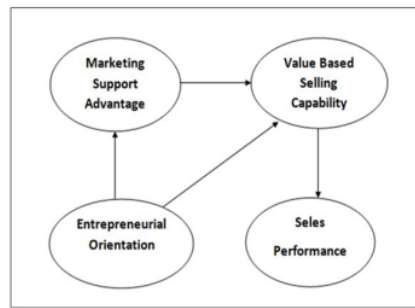 Marketing
Support
Advantage
Value Based
Selling
Capability
Entrepreneurial
Orientation
Seles
Performance